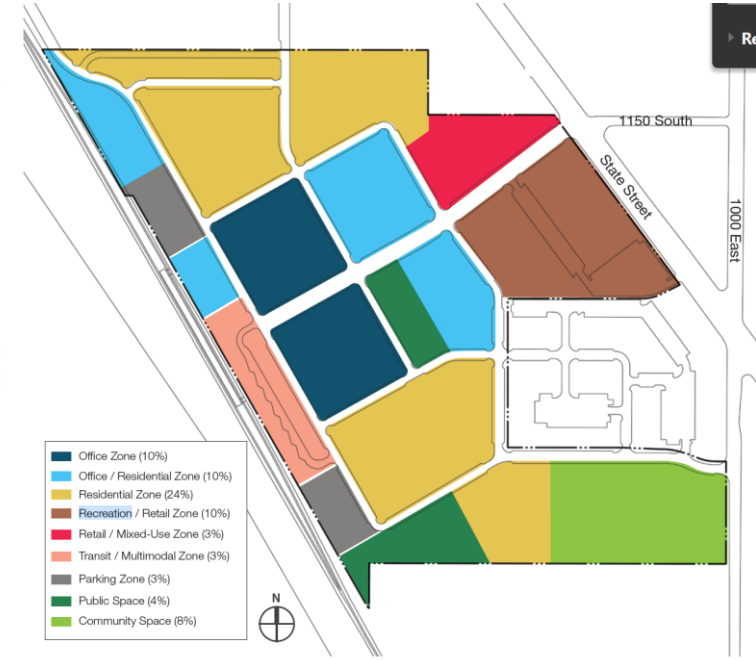 Re
1150 South
State Street
1000 East
Office Zone (10%)
Office / Residential Zone (10%)
Residential Zone (24%)
Recreation / Retail Zone (10%)
Retail / Mixed-Use Zone (3%)
Transit / Multimodal Zone (3%)
Parking Zone (3%)
Public Space (4%)
Community Space (8%)
N